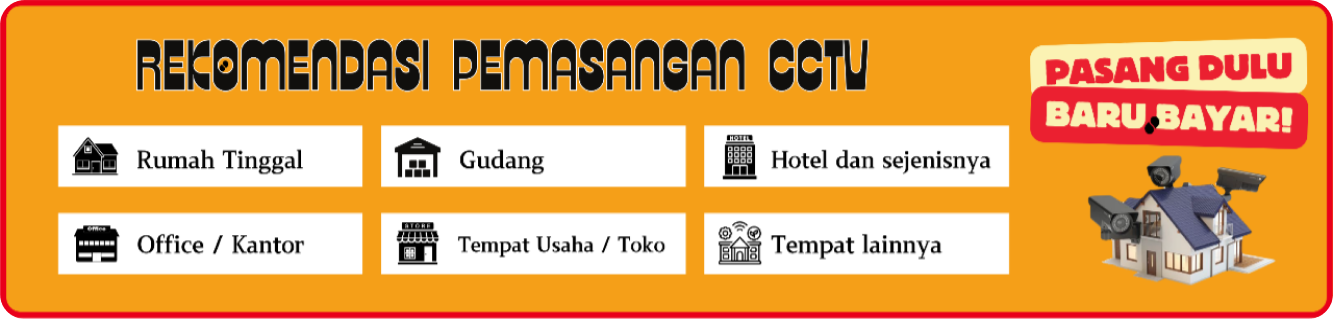 REKOMENDASI PEMASANGAN CCTV
PASANG DULU
BARU BAYAR!
Rumah Tinggal
Gudang
HOTEL
Hotel dan sejenisnya
Office
Office / Kantor
STORE
Tempat Usaha / Toko
Tempat lainnya